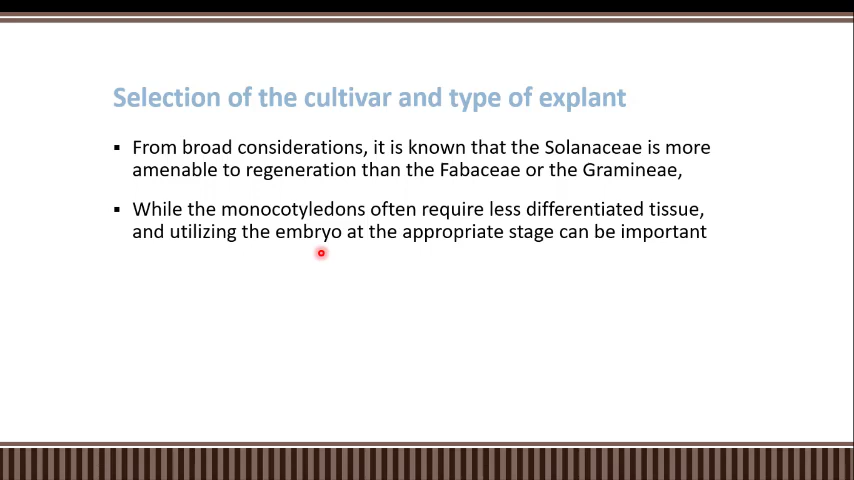 Selection of the cultivar and type of explant
▪ From broad considerations, it is known that the Solanaceae is more
amenable to regeneration than the Fabaceae or the Gramineae,
▪ While the monocotyledons often require less differentiated tissue,
and utilizing the embryo at the appropriate stage can be important